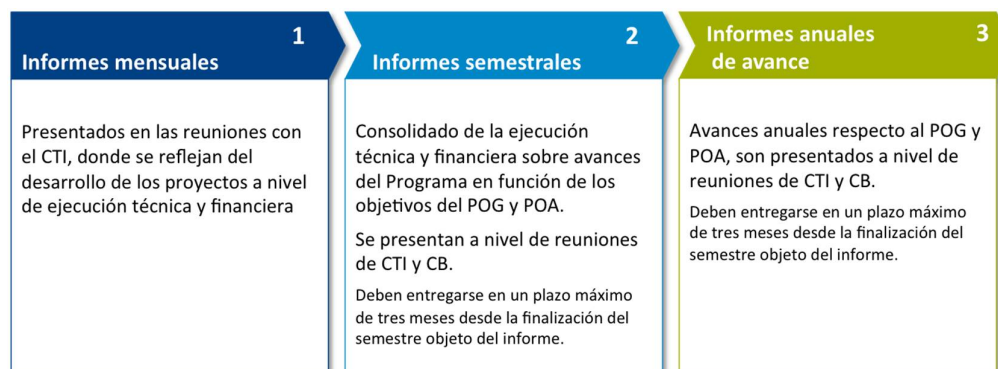 1
Informes mensuales
Presentados en las reuniones con
el CTI, donde se reflejan del
desarrollo de los proyectos a nivel
de ejecución técnica y financiera
2
Informes semestrales
Consolidado de la ejecución
técnica y financiera sobre avances
del Programa en función de los
objetivos del POG y POA.
Se presentan a nivel de reuniones
de CTI y CB.
Deben entregarse en un plazo máximo
de tres meses desde la finalización del
semestre objeto del informe.
3
Informes anuales
de avance
Avances anuales respecto al POG y
POA, son presentados a nivel de
reuniones de CTI y CB.
Deben entregarse en un plazo máximo
de tres meses desde la finalización del
semestre objeto del informe.